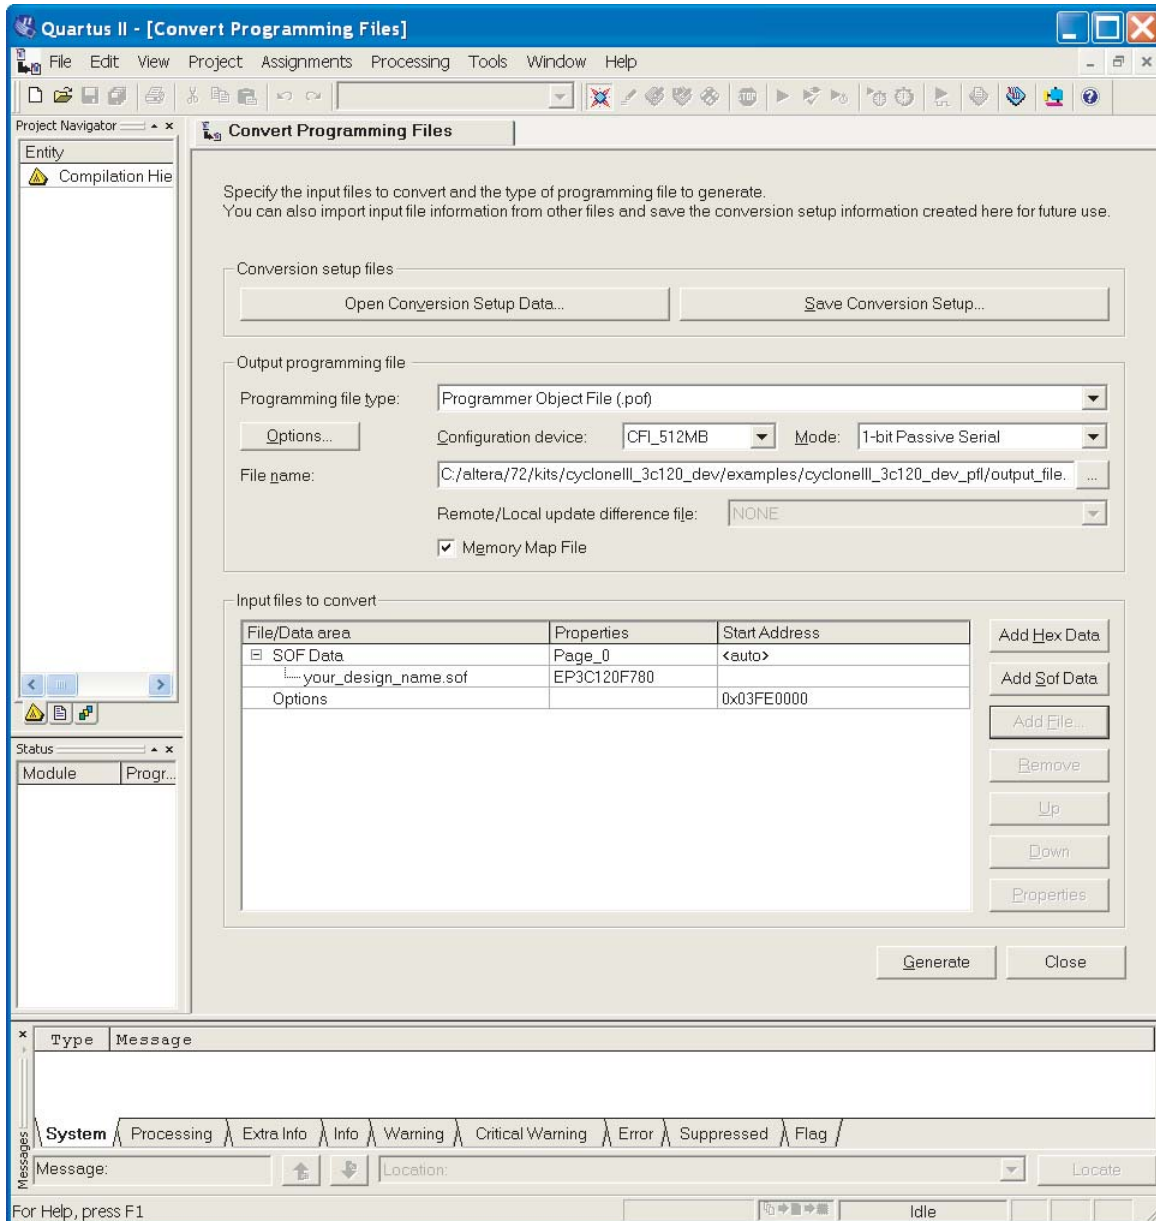 Quartus II - [Convert Programming Files]
File Edit View Project Assignments Processing Tools Window Help
Project Navigator
Entity
Compilation Hie
Convert Programming Files
Specify the input files to convert and the type of programming file to generate.
You can also import input file information from other files and save the conversion setup information created here for future use.
Conversion setup files
Open Conversion Setup Data... Save Conversion Setup...
Output programming file
Programming file type: Programmer Object File (.pof)
Options... Configuration device: CFI_512MB Mode: 1-bit Passive Serial
File name: C:/altera/72/kits/cycloneIII_3c120_dev/examples/cycloneIII_3c120_dev_pfl/output_file. ...
Remote/Local update difference file: NONE
Memory Map File
Input files to convert
File/Data area Properties Start Address
SOF Data Page_0 <auto>
your_design_name.sof EP3C120F780
Options 0x03FE0000
Add Hex Data
Add Sof Data
Add File...
Remove
Up
Down
Properties
Generate Close
Status
Module Progr...
Type Message
System Processing Extra Info Info Warning Critical Warning Error Suppressed Flag
Messages
Message: Location: Locate
For Help, press F1 Idle